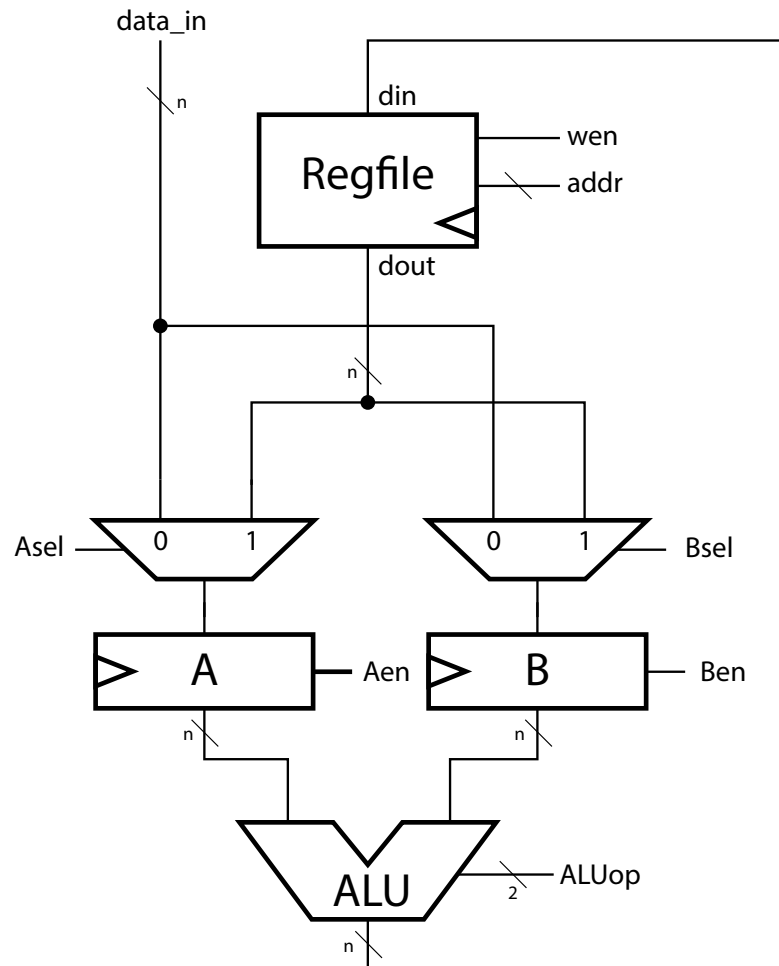 data_in
n
din
wen
Regfile
addr
dout
n
0 1
0 1
Asel
Bsel
A
Aen
B
Ben
n
n
ALU
ALUop
2
n